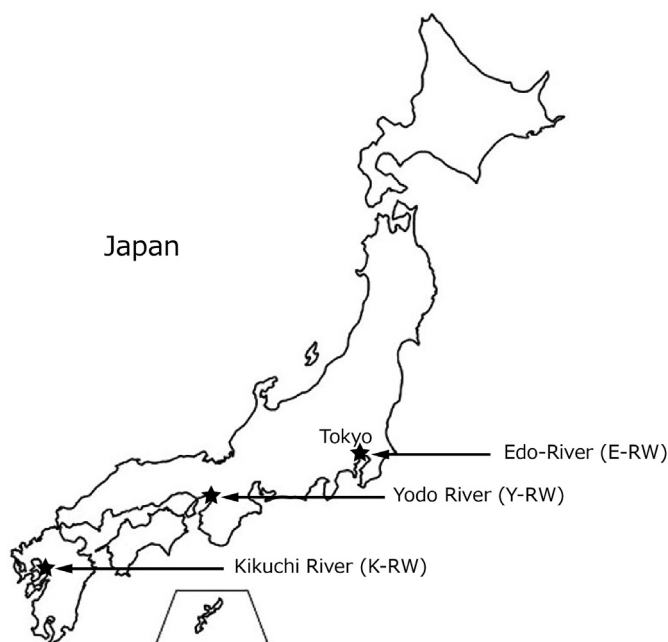 Japan
Tokyo
Edo-River (E-RW)
Yodo River (Y-RW)
Kikuchi River (K-RW)